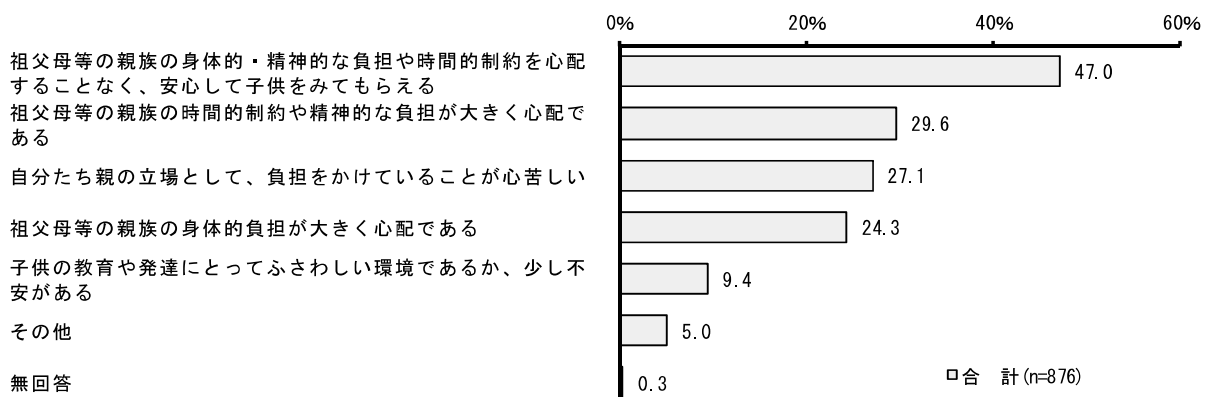 0% 20% 40% 60%
祖父母等の親族の身体的・精神的な負担や時間的制約を心配
することなく、安心して子供をみてもらえる
47.0
祖父母等の親族の時間的制約や精神的な負担が大きく心配で
ある
29.6
自分たち親の立場として、負担をかけていることが心苦しい
27.1
祖父母等の親族の身体的負担が大きく心配である
24.3
子供の教育や発達にとってふさわしい環境であるか、少し不
安がある
9.4
その他
5.0
無回答
0.3
合 計(n=876)